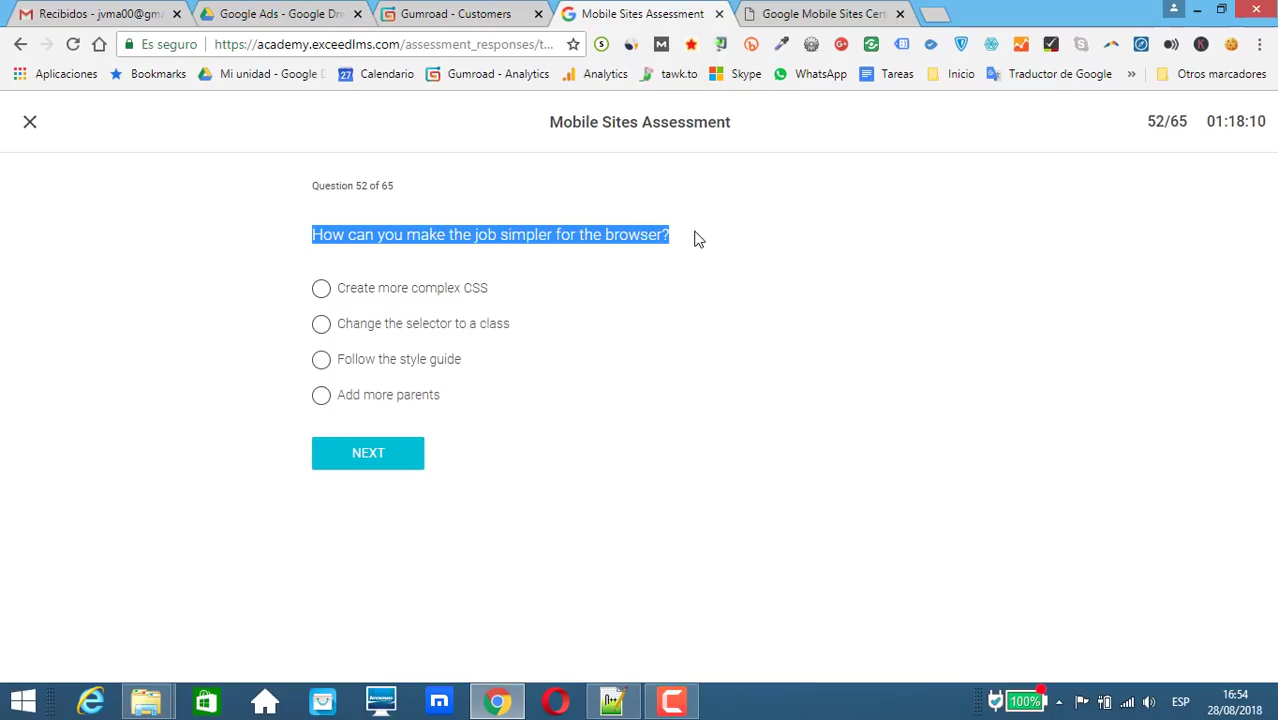 Recibidos - jvma00@gma
Google Ads - Google Dri
Gumroad - Customers
Mobile Sites Assessment
Google Mobile Sites Cert
Es seguro
https://academy.exceedlms.com/assessment_responses/t...
Aplicaciones
Bookmarks
Mi unidad - Google D
27
Calendario
Gumroad - Analytics
Analytics
tawk.to
Skype
WhatsApp
Tareas
Inicio
Traductor de Google
»
Otros marcadores
Mobile Sites Assessment
52/65
01:18:10
Question 52 of 65
How can you make the job simpler for the browser?
Create more complex CSS
Change the selector to a class
Follow the style guide
Add more parents
NEXT
100%
ESP
16:54
28/08/2018